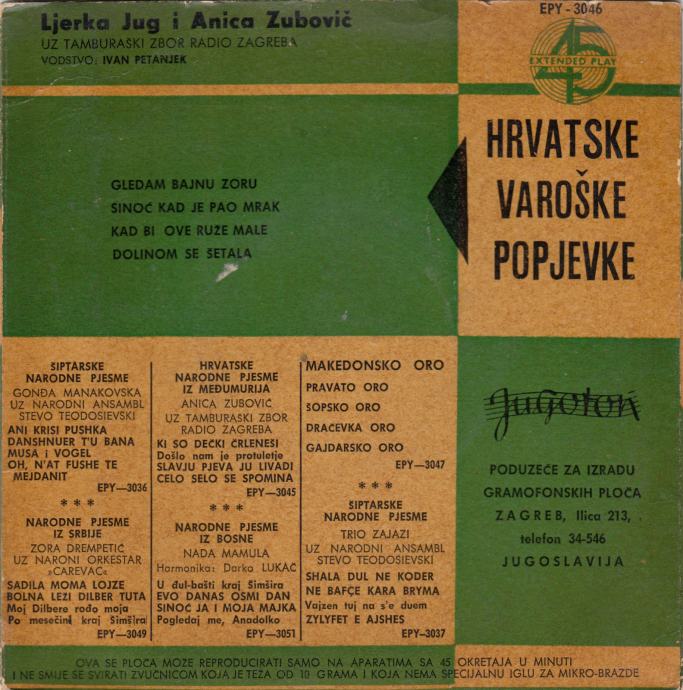 Ljerka Jug i Anica Zubovič
UZ TAMBURAŠKI ZBOR RADIO ZAGREBA
VODSTVO: IVAN PETANJEK
EPY - 3046
45
EXTENDED PLAY
HRVATSKE
VAROŠKE
POPJEVKE
GLEDAM BAJNU ZORU
SINOĆ KAD JE PAO MRAK
KAD BI OVE RUŽE MALE
DOLINOM SE ŠETALA
ŠIPTARSKE
NARODNE PJESME
GONDA MANAKOVSKA
UZ NARODNI ANSAMBL
STEVO TEODOSIEVSKI
ANI KRISI PUSHKA
DANSHNUER T'U BANA
MUSA i VOGEL
OH, N'AT FUSHE TE
MEJDANIT
EPY—3036
* * *
NARODNE PJESME
IZ SRBIJE
ZORA DREMPETIĆ
UZ NARONI ORKESTAR
»CAREVAC«
SADILA MOMA LOJZE
BOLNA LEZI DILBER TUTA
Moj Dilbere rođo moja
Po mesečini kraj Šimšira
EPY—3049
HRVATSKE
NARODNE PJESME
IZ MEĐUMURIJA
ANICA ZUBOVIĆ
UZ TAMBURAŠKI ZBOR
RADIO ZAGREBA
KI SO DEČKI ČRLENESI
Došlo nam je protuletje
SLAVJU PJEVA JU LIVADI
CELO SELO SE SPOMINA
EPY—3045
* * *
NARODNE PJESME
IZ BOSNE
NADA MAMULA
Harmonika: Darko LUKAČ
U đul-bašti kraj Šimšira
EVO DANAS OSMI DAN
SINOĆ JA I MOJA MAJKA
Pogledaj me, Anadolko
EPY—3051
MAKEDONSKO ORO
PRAVATO ORO
ŠOPSKO ORO
DRAČEVKA ORO
GAJDARSKO ORO
EPY—3047
* * *
ŠIPTARSKE
NARODNE PJESME
TRIO ZAJAZI
UZ NARODNI ANSAMBL
STEVO TEODOSIEVSKI
SHALA DUL NE KODER
NE BAFÇE KARA BRYMA
Vajzen tuj na s'e duem
ZYLYFET E AJSHES
EPY—3037
Jugoton
PODUZEĆE ZA IZRADU
GRAMOFONSKIH PLOČA
ZAGREB, Ilica 213,
telefon 34-546
JUGOSLAVIJA
OVA SE PLOČA MOŽE REPRODUCIRATI SAMO NA APARATIMA SA 45 OKRETAJA U MINUTI
I NE SMIJE SE SVIRATI ZVUČNICOM KOJA JE TEŽA OD 10 GRAMA I KOJA NEMA SPECIJALNU IGLU ZA MIKRO-BRAZDE